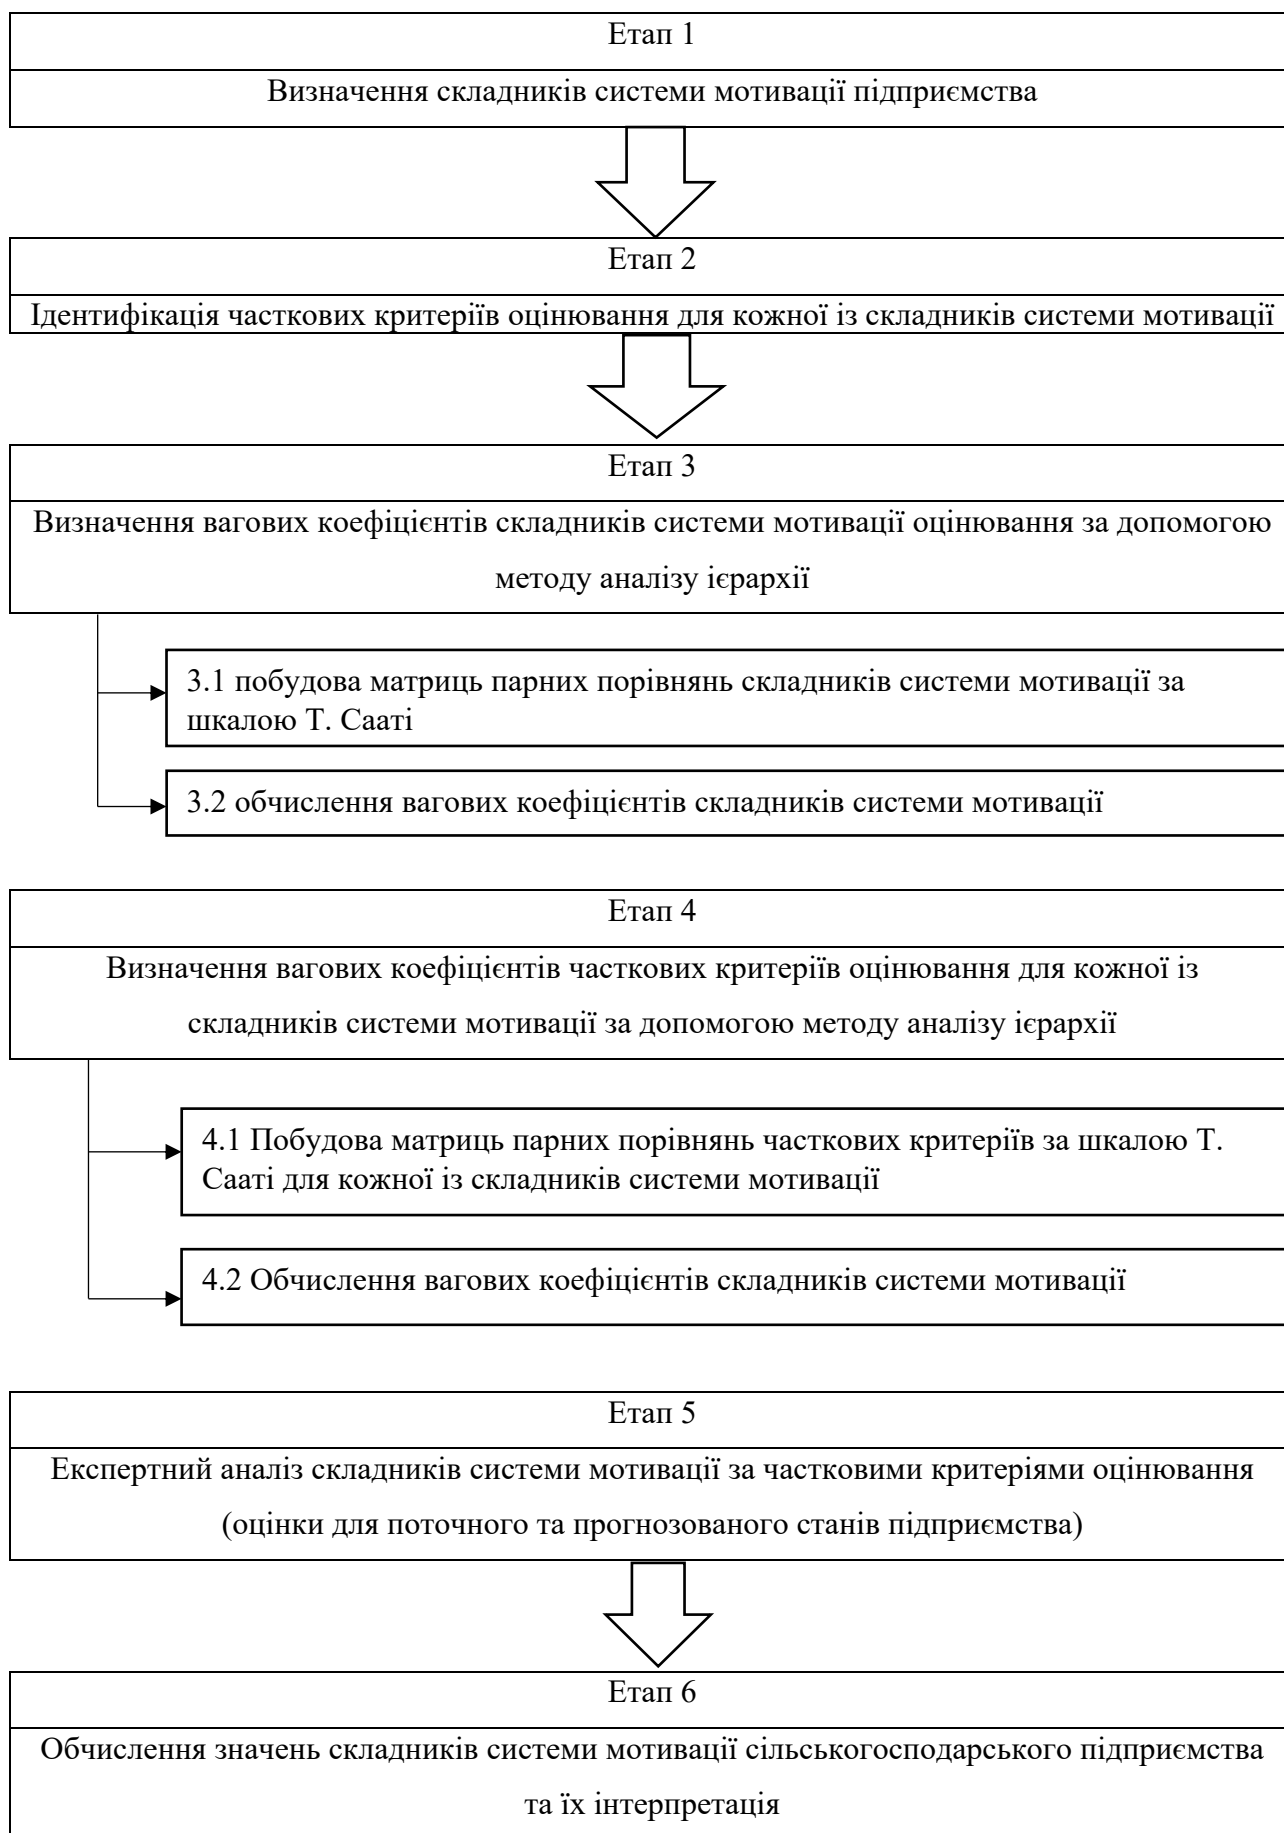 Етап 1
Визначення складників системи мотивації підприємства
Етап 2
Ідентифікація часткових критеріїв оцінювання для кожної із складників системи мотивації
Етап 3
Визначення вагових коефіцієнтів складників системи мотивації оцінювання за допомогою
методу аналізу ієрархії
3.1 побудова матриць парних порівнянь складників системи мотивації за
шкалою Т. Сааті
3.2 обчислення вагових коефіцієнтів складників системи мотивації
Етап 4
Визначення вагових коефіцієнтів часткових критеріїв оцінювання для кожної із
складників системи мотивації за допомогою методу аналізу ієрархії
4.1 Побудова матриць парних порівнянь часткових критеріїв за шкалою Т.
Сааті для кожної із складників системи мотивації
4.2 Обчислення вагових коефіцієнтів складників системи мотивації
Етап 5
Експертний аналіз складників системи мотивації за частковими критеріями оцінювання
(оцінки для поточного та прогнозованого станів підприємства)
Етап 6
Обчислення значень складників системи мотивації сільськогосподарського підприємства
та їх інтерпретація